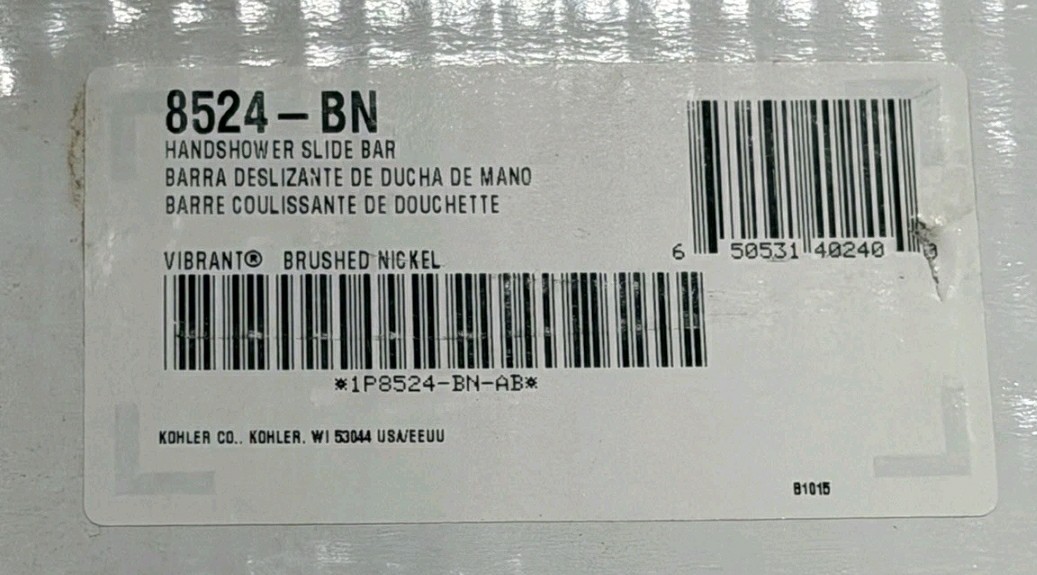 8524-BN
HANDSHOWER SLIDE BAR
BARRA DESLIZANTE DE DUCHA DE MANO
BARRE COULISSANTE DE DOUCHETTE
VIBRANT® BRUSHED NICKEL
6 50531 40240 0
*1P8524-BN-AB*
KOHLER CO., KOHLER, WI 53044 USA/EEUU
B1015